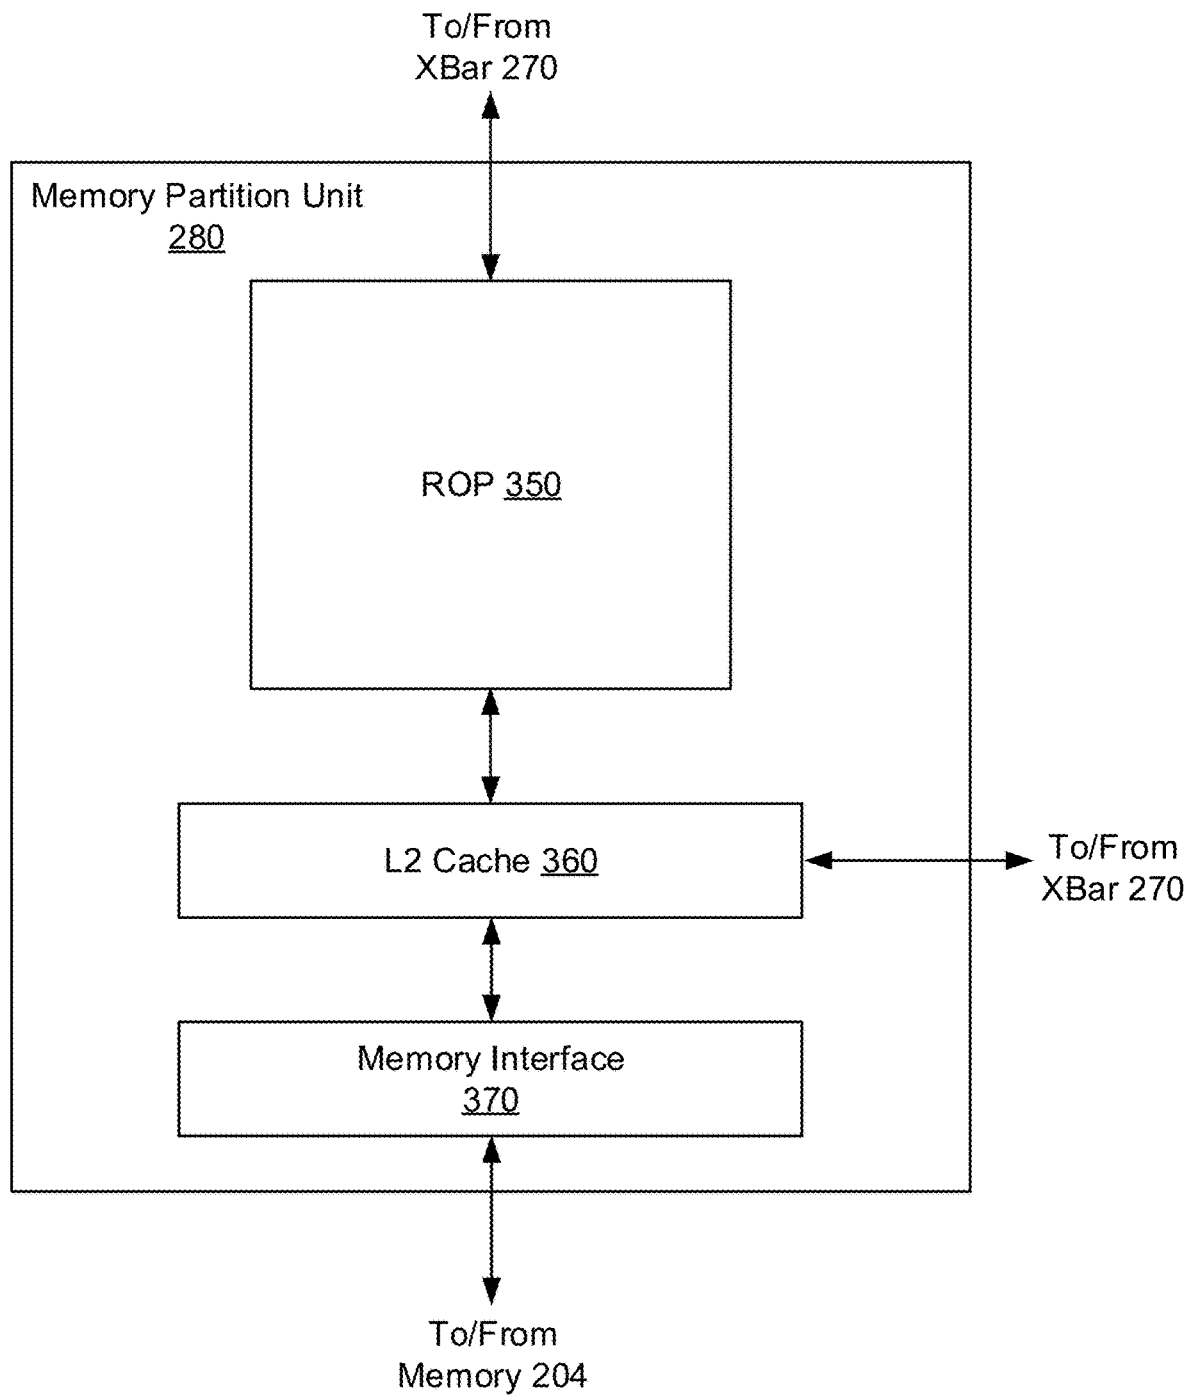 To/From
XBar 270
Memory Partition Unit
280
ROP 350
L2 Cache 360
To/From
XBar 270
Memory Interface
370
To/From
Memory 204